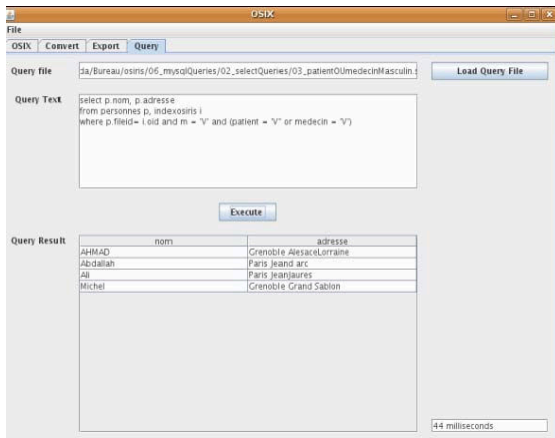 OSIX
File
OSIX Convert Export Query
Query file da/Bureau/osiris/06_mysqlQueries/02_selectQueries/03_patientOUmedecinMasculin.s Load Query File
Query Text select p.nom, p.adresse
from personnes p, indexosiris i
where p.fileid= i.oid and m = 'V' and (patient = 'V' or medecin = 'V')
Execute
Query Result nom adresse
AHMAD Grenoble AlesaceLorraine
Abdallah Paris Jeand arc
Ali Paris Jeanjaures
Michel Grenoble Grand Sablon
44 milliseconds